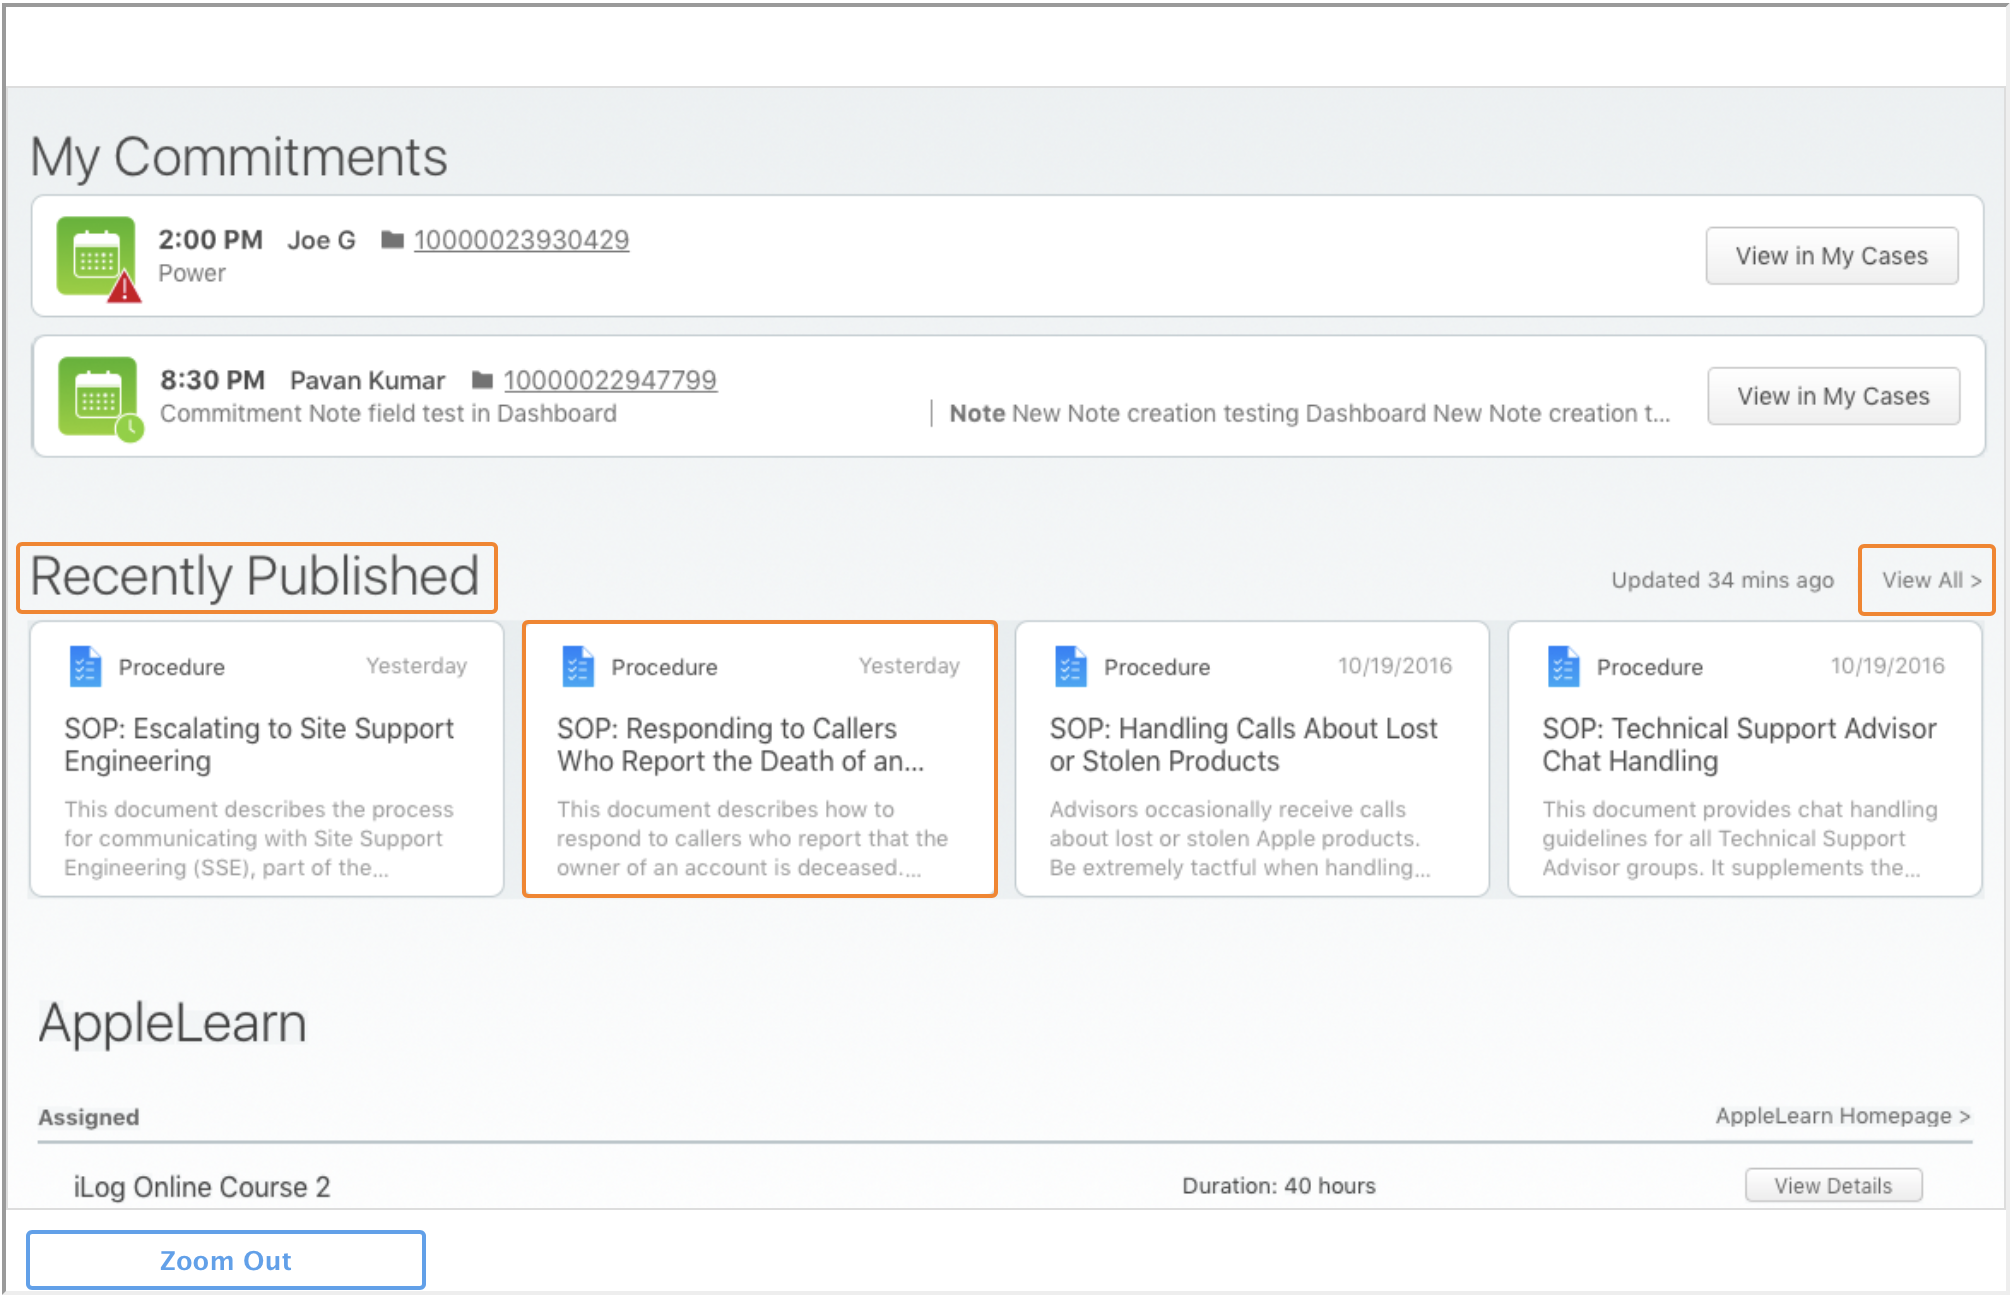 My Commitments
2:00 PM Joe G 10000023930429
Power
View in My Cases
8:30 PM Pavan Kumar 10000022947799
Commitment Note field test in Dashboard
Note New Note creation testing Dashboard New Note creation t...
View in My Cases
Recently Published
Updated 34 mins ago
View All >
Procedure Yesterday
SOP: Escalating to Site Support
Engineering
This document describes the process
for communicating with Site Support
Engineering (SSE), part of the...
Procedure Yesterday
SOP: Responding to Callers
Who Report the Death of an...
This document describes how to
respond to callers who report that the
owner of an account is deceased....
Procedure 10/19/2016
SOP: Handling Calls About Lost
or Stolen Products
Advisors occasionally receive calls
about lost or stolen Apple products.
Be extremely tactful when handling...
Procedure 10/19/2016
SOP: Technical Support Advisor
Chat Handling
This document provides chat handling
guidelines for all Technical Support
Advisor groups. It supplements the...
AppleLearn
Assigned
AppleLearn Homepage >
iLog Online Course 2
Duration: 40 hours
View Details
Zoom Out